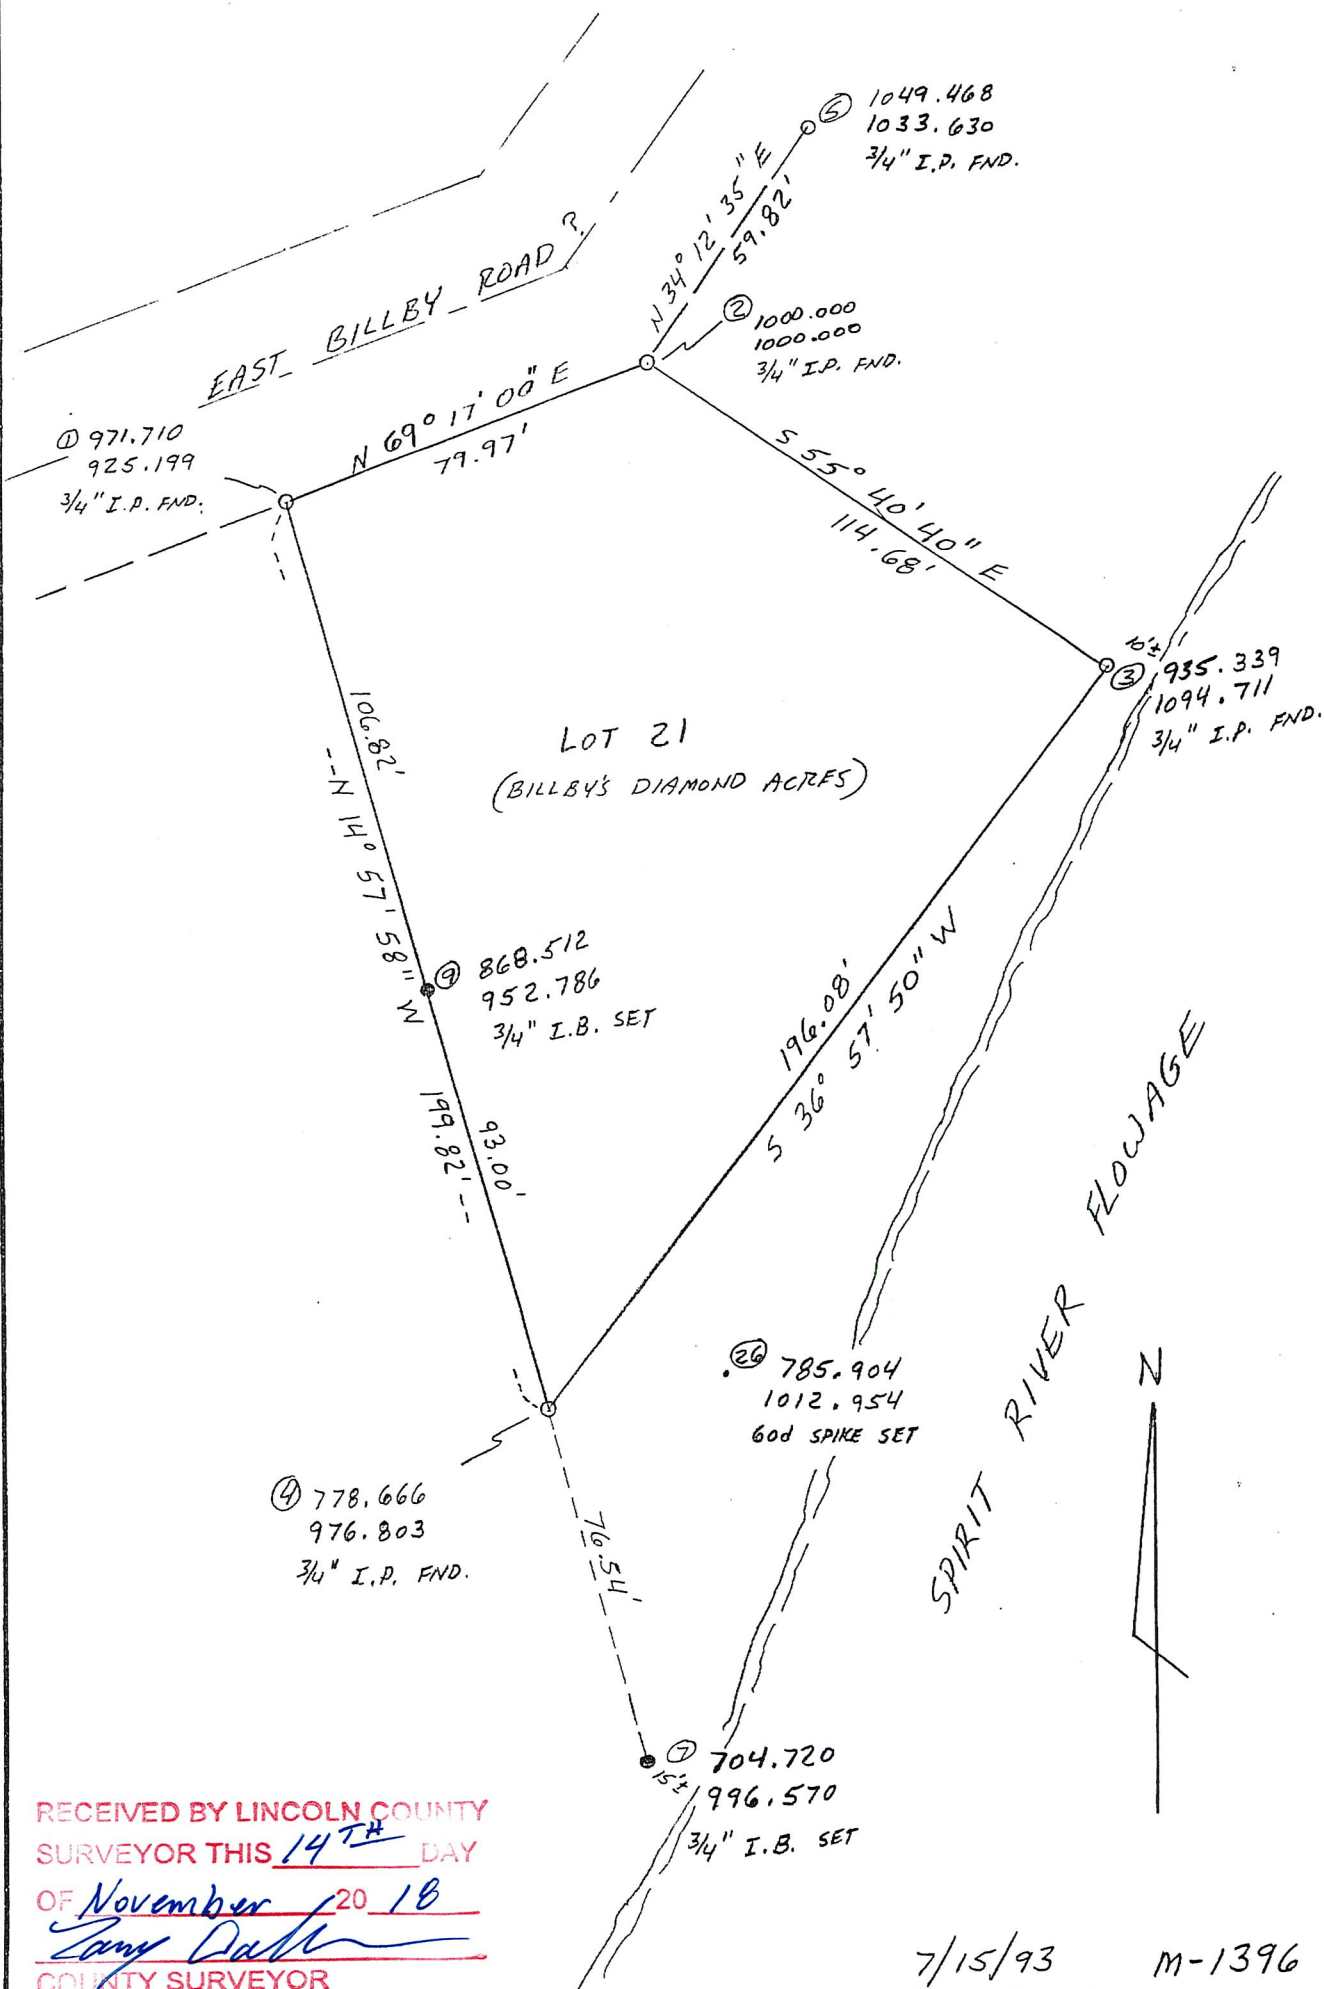 ⑤ 1049.468
1033.630
3/4" I.P. FND.
N 34° 12' 35" E
59.82'
② 1000.000
1000.000
3/4" I.P. FND.
EAST BILLBY ROAD ?
① 971.710
925.199
3/4" I.P. FND.
N 69° 17' 00" E
79.97'
S 55° 40' 40" E
114.68'
③ 935.339
1094.711
3/4" I.P. FND.
LOT 21
(BILLBY'S DIAMOND ACRES)
106.82'
N 14° 57' 58" W
199.82'
93.00'
⑨ 868.512
952.786
3/4" I.B. SET
196.08'
S 36° 57' 50" W
SPIRIT RIVER FLOWAGE
㉖ 785.904
1012.954
60d SPIKE SET
N
④ 778.666
976.803
3/4" I.P. FND.
76.54'
⑦ 704.720
15'±
996.570
3/4" I.B. SET
RECEIVED BY LINCOLN COUNTY
SURVEYOR THIS 14TH DAY
OF November 20 18
COUNTY SURVEYOR
7/15/93 M-1396